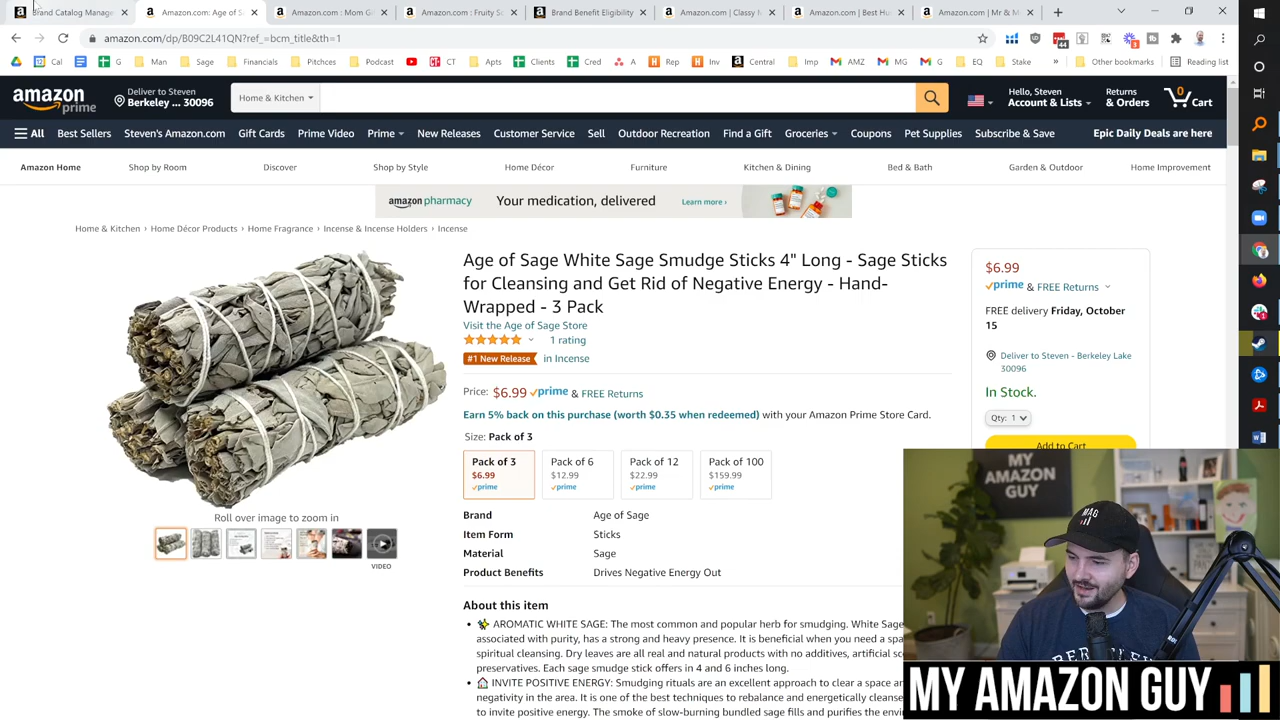 Brand Catalog Manage
Amazon.com: Age of S
Amazon.com: Mom Gi
Amazon.com : Fruity So
Brand Benefit Eligibility
Amazon.com | Classy M
Amazon.com | Best Hu
Amazon.com | Mr & M
amazon.com/dp/B09C2L41QN?ref_=bcm_title&th=1
Cal
G
Man
Sage
Financials
Pitchces
Podcast
CT
Apts
Clients
Cred
A
Rep
Inv
Central
Imp
AMZ
MG
G
EQ
Stake
Other bookmarks
Reading list
amazon prime
Deliver to Steven
Berkeley ... 30096
Home & Kitchen
Hello, Steven
Account & Lists
Returns
& Orders
0
Cart
All
Best Sellers
Steven's Amazon.com
Gift Cards
Prime Video
Prime
New Releases
Customer Service
Sell
Outdoor Recreation
Find a Gift
Groceries
Coupons
Pet Supplies
Subscribe & Save
Epic Daily Deals are here
Amazon Home
Shop by Room
Discover
Shop by Style
Home Décor
Furniture
Kitchen & Dining
Bed & Bath
Garden & Outdoor
Home Improvement
amazon pharmacy
Your medication, delivered
Learn more ›
Home & Kitchen › Home Décor Products › Home Fragrance › Incense & Incense Holders › Incense
Age of Sage White Sage Smudge Sticks 4" Long - Sage Sticks
for Cleansing and Get Rid of Negative Energy - Hand-
Wrapped - 3 Pack
Visit the Age of Sage Store
1 rating
#1 New Release in Incense
Price: $6.99 prime & FREE Returns
Earn 5% back on this purchase (worth $0.35 when redeemed) with your Amazon Prime Store Card.
Size: Pack of 3
Pack of 3
$6.99
prime
Pack of 6
$12.99
prime
Pack of 12
$22.99
prime
Pack of 100
$159.99
prime
Brand Age of Sage
Item Form Sticks
Material Sage
Product Benefits Drives Negative Energy Out
About this item
AROMATIC WHITE SAGE: The most common and popular herb for smudging. White Sag
associated with purity, has a strong and heavy presence. It is beneficial when you need a spa
spiritual cleansing. Dry leaves are all real and natural products with no additives, artificial sc
preservatives. Each sage smudge stick offers in 4 and 6 inches long.
INVITE POSITIVE ENERGY: Smudging rituals are an excellent approach to clear a space a
negativity in the area. It is one of the best techniques to rebalance and energetically cleanse
to invite positive energy. The smoke of slow-burning bundled sage fills and purifies the env
Roll over image to zoom in
VIDEO
$6.99
prime & FREE Returns
FREE delivery Friday, October
15
Deliver to Steven - Berkeley Lake
30096
In Stock.
Qty: 1
Add to Cart
MY
AMAZON
GUY
MAG
MY AMAZON GUY